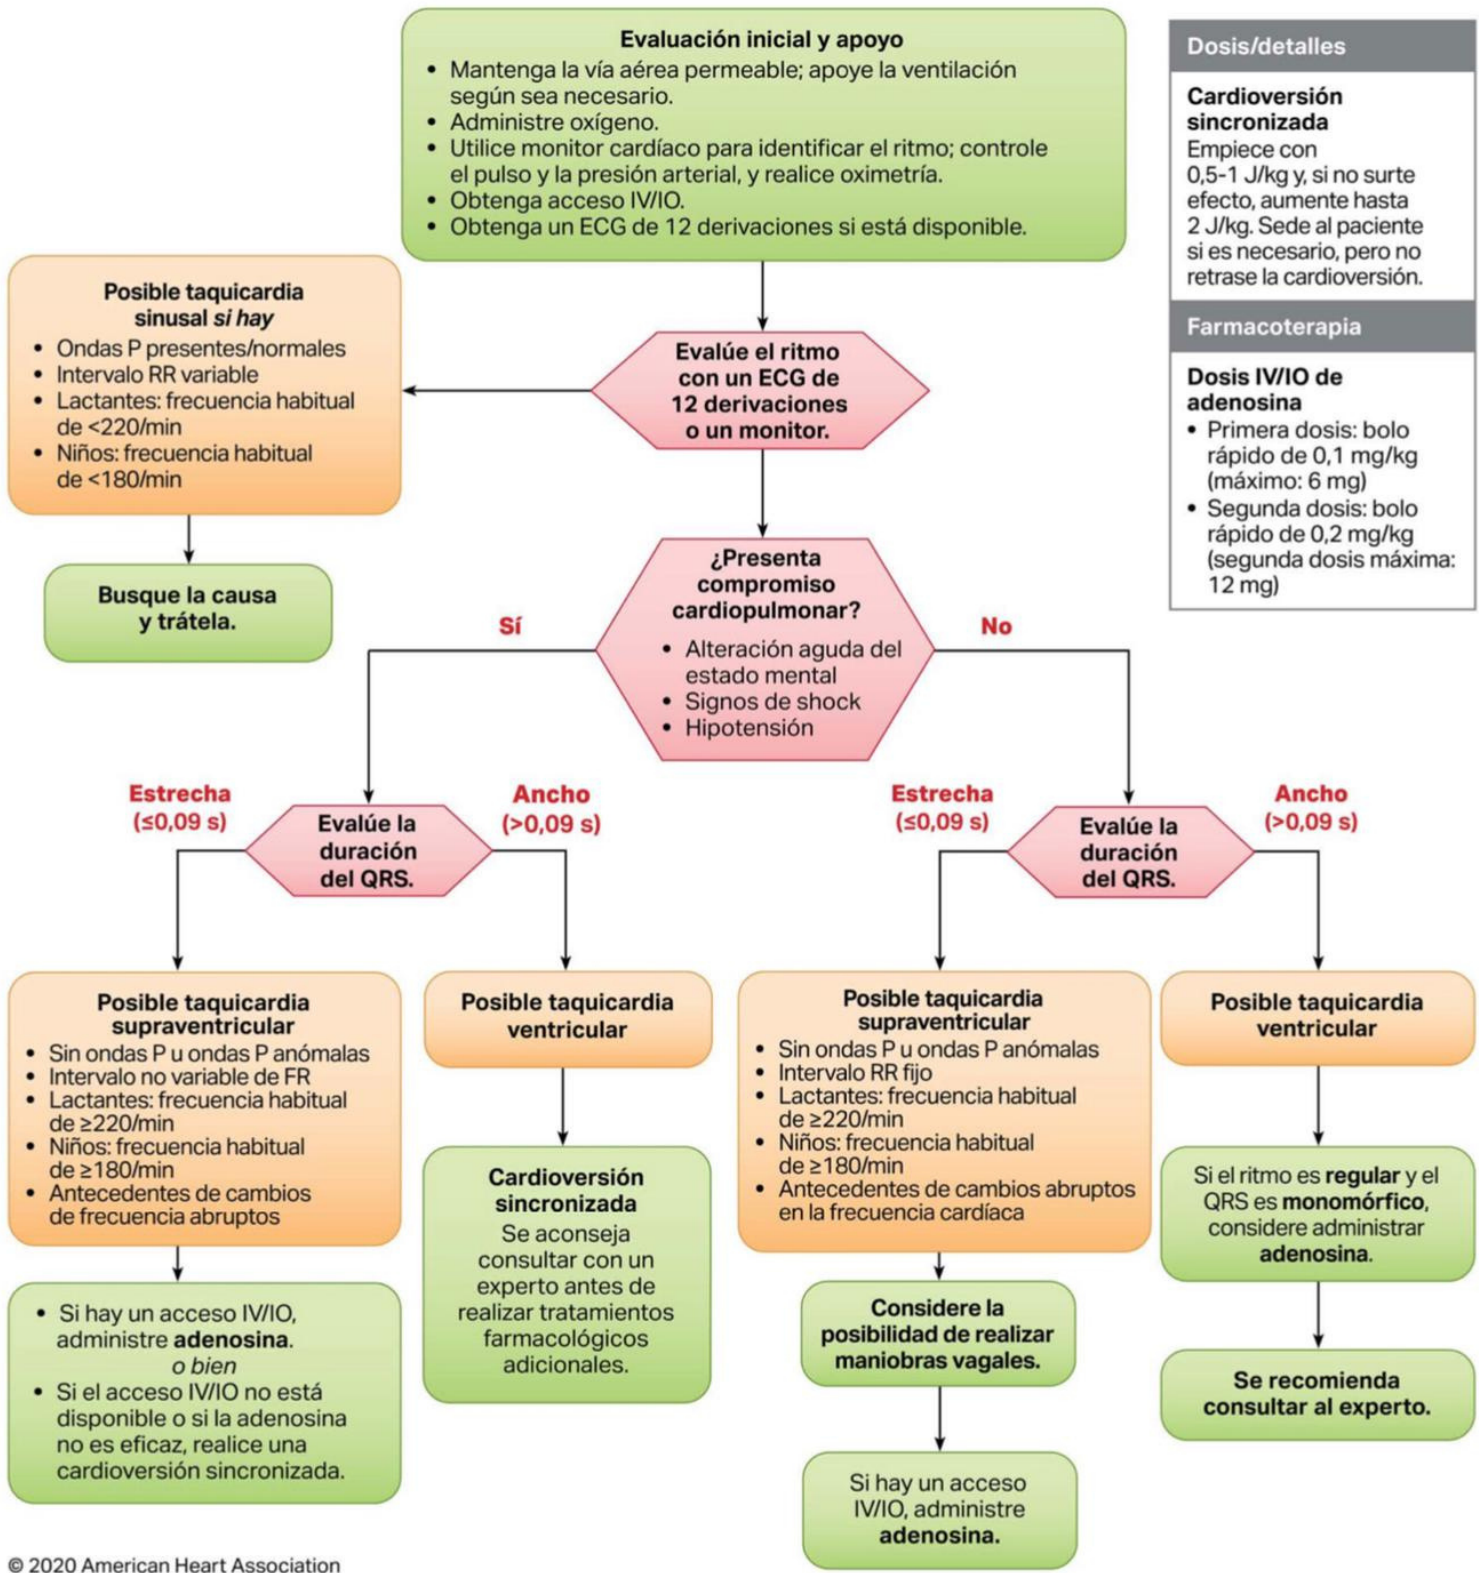 Evaluación inicial y apoyo
• Mantenga la vía aérea permeable; apoye la ventilación
según sea necesario.
• Administre oxígeno.
• Utilice monitor cardíaco para identificar el ritmo; controle
el pulso y la presión arterial, y realice oximetría.
• Obtenga acceso IV/IO.
• Obtenga un ECG de 12 derivaciones si está disponible.
Dosis/detalles
Cardioversión
sincronizada
Empiece con
0,5-1 J/kg y, si no surte
efecto, aumente hasta
2 J/kg. Sede al paciente
si es necesario, pero no
retrase la cardioversión.
Farmacoterapia
Dosis IV/IO de
adenosina
• Primera dosis: bolo
rápido de 0,1 mg/kg
(máximo: 6 mg)
• Segunda dosis: bolo
rápido de 0,2 mg/kg
(segunda dosis máxima:
12 mg)
Posible taquicardia
sinusal si hay
• Ondas P presentes/normales
• Intervalo RR variable
• Lactantes: frecuencia habitual
de <220/min
• Niños: frecuencia habitual
de <180/min
Evalúe el ritmo
con un ECG de
12 derivaciones
o un monitor.
Busque la causa
y trátela.
¿Presenta
compromiso
cardiopulmonar?
• Alteración aguda del
estado mental
• Signos de shock
• Hipotensión
Sí
No
Estrecha
(≤0,09 s)
Evalúe la
duración
del QRS.
Ancho
(>0,09 s)
Estrecha
(≤0,09 s)
Evalúe la
duración
del QRS.
Ancho
(>0,09 s)
Posible taquicardia
supraventricular
• Sin ondas P u ondas P anómalas
• Intervalo no variable de FR
• Lactantes: frecuencia habitual
de ≥220/min
• Niños: frecuencia habitual
de ≥180/min
• Antecedentes de cambios
de frecuencia abruptos
• Si hay un acceso IV/IO,
administre adenosina.
o bien
• Si el acceso IV/IO no está
disponible o si la adenosina
no es eficaz, realice una
cardioversión sincronizada.
Posible taquicardia
ventricular
Cardioversión
sincronizada
Se aconseja
consultar con un
experto antes de
realizar tratamientos
farmacológicos
adicionales.
Posible taquicardia
supraventricular
• Sin ondas P u ondas P anómalas
• Intervalo RR fijo
• Lactantes: frecuencia habitual
de ≥220/min
• Niños: frecuencia habitual
de ≥180/min
• Antecedentes de cambios abruptos
en la frecuencia cardíaca
Considere la
posibilidad de realizar
maniobras vagales.
Si hay un acceso
IV/IO, administre
adenosina.
Posible taquicardia
ventricular
Si el ritmo es regular y el
QRS es monomórfico,
considere administrar
adenosina.
Se recomienda
consultar al experto.
© 2020 American Heart Association